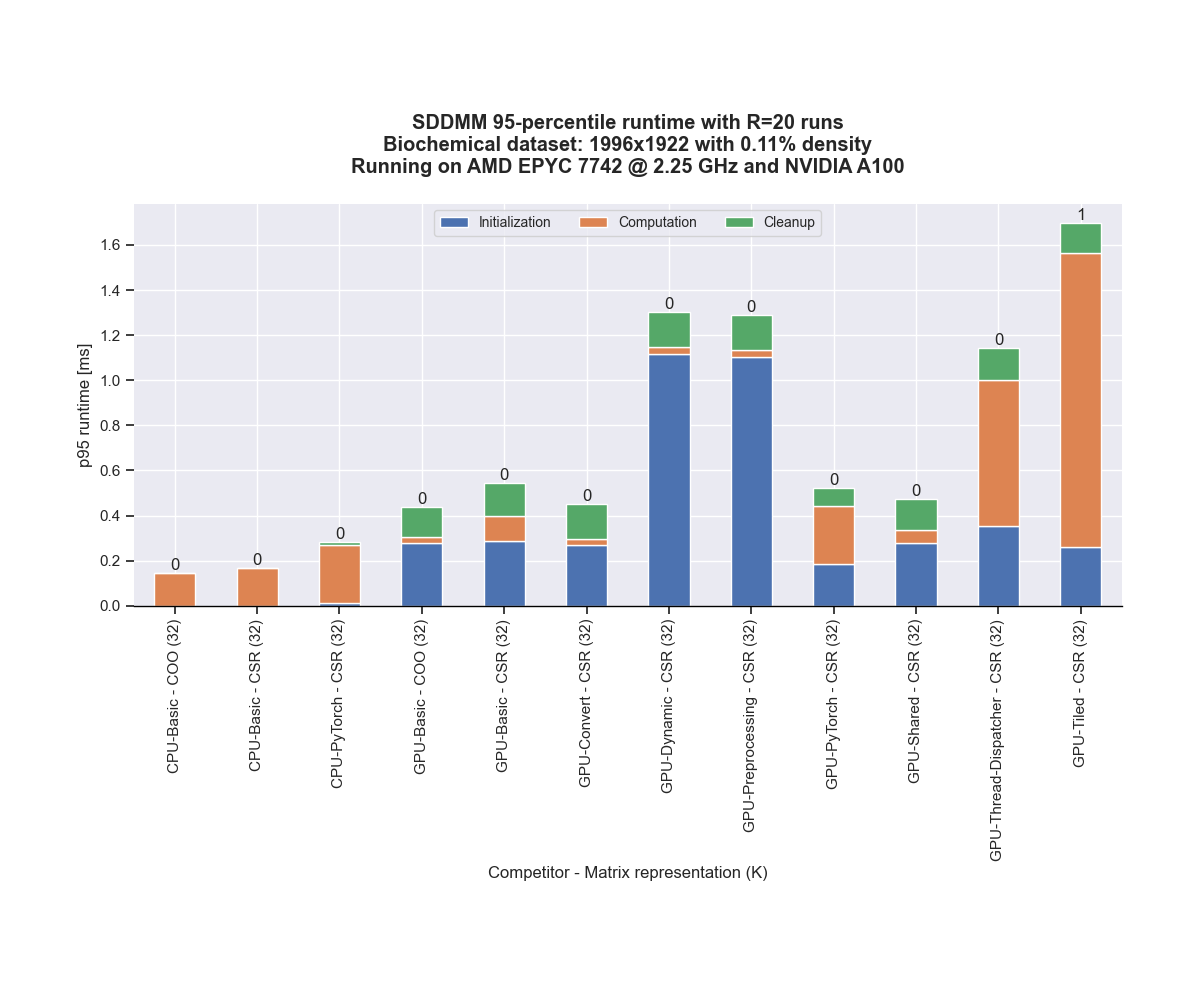 SDDMM 95-percentile runtime with R=20 runs
Biochemical dataset: 1996x1922 with 0.11% density
Running on AMD EPYC 7742 @ 2.25 GHz and NVIDIA A100
Initialization Computation Cleanup
p95 runtime [ms]
1.6
1.4
1.2
1.0
0.8
0.6
0.4
0.2
0.0
0 0 0 0 0 0 0 0 0 0 0 1
CPU-Basic - COO (32)
CPU-Basic - CSR (32)
CPU-PyTorch - CSR (32)
GPU-Basic - COO (32)
GPU-Basic - CSR (32)
GPU-Convert - CSR (32)
GPU-Dynamic - CSR (32)
GPU-Preprocessing - CSR (32)
GPU-PyTorch - CSR (32)
GPU-Shared - CSR (32)
GPU-Thread-Dispatcher - CSR (32)
GPU-Tiled - CSR (32)
Competitor - Matrix representation (K)